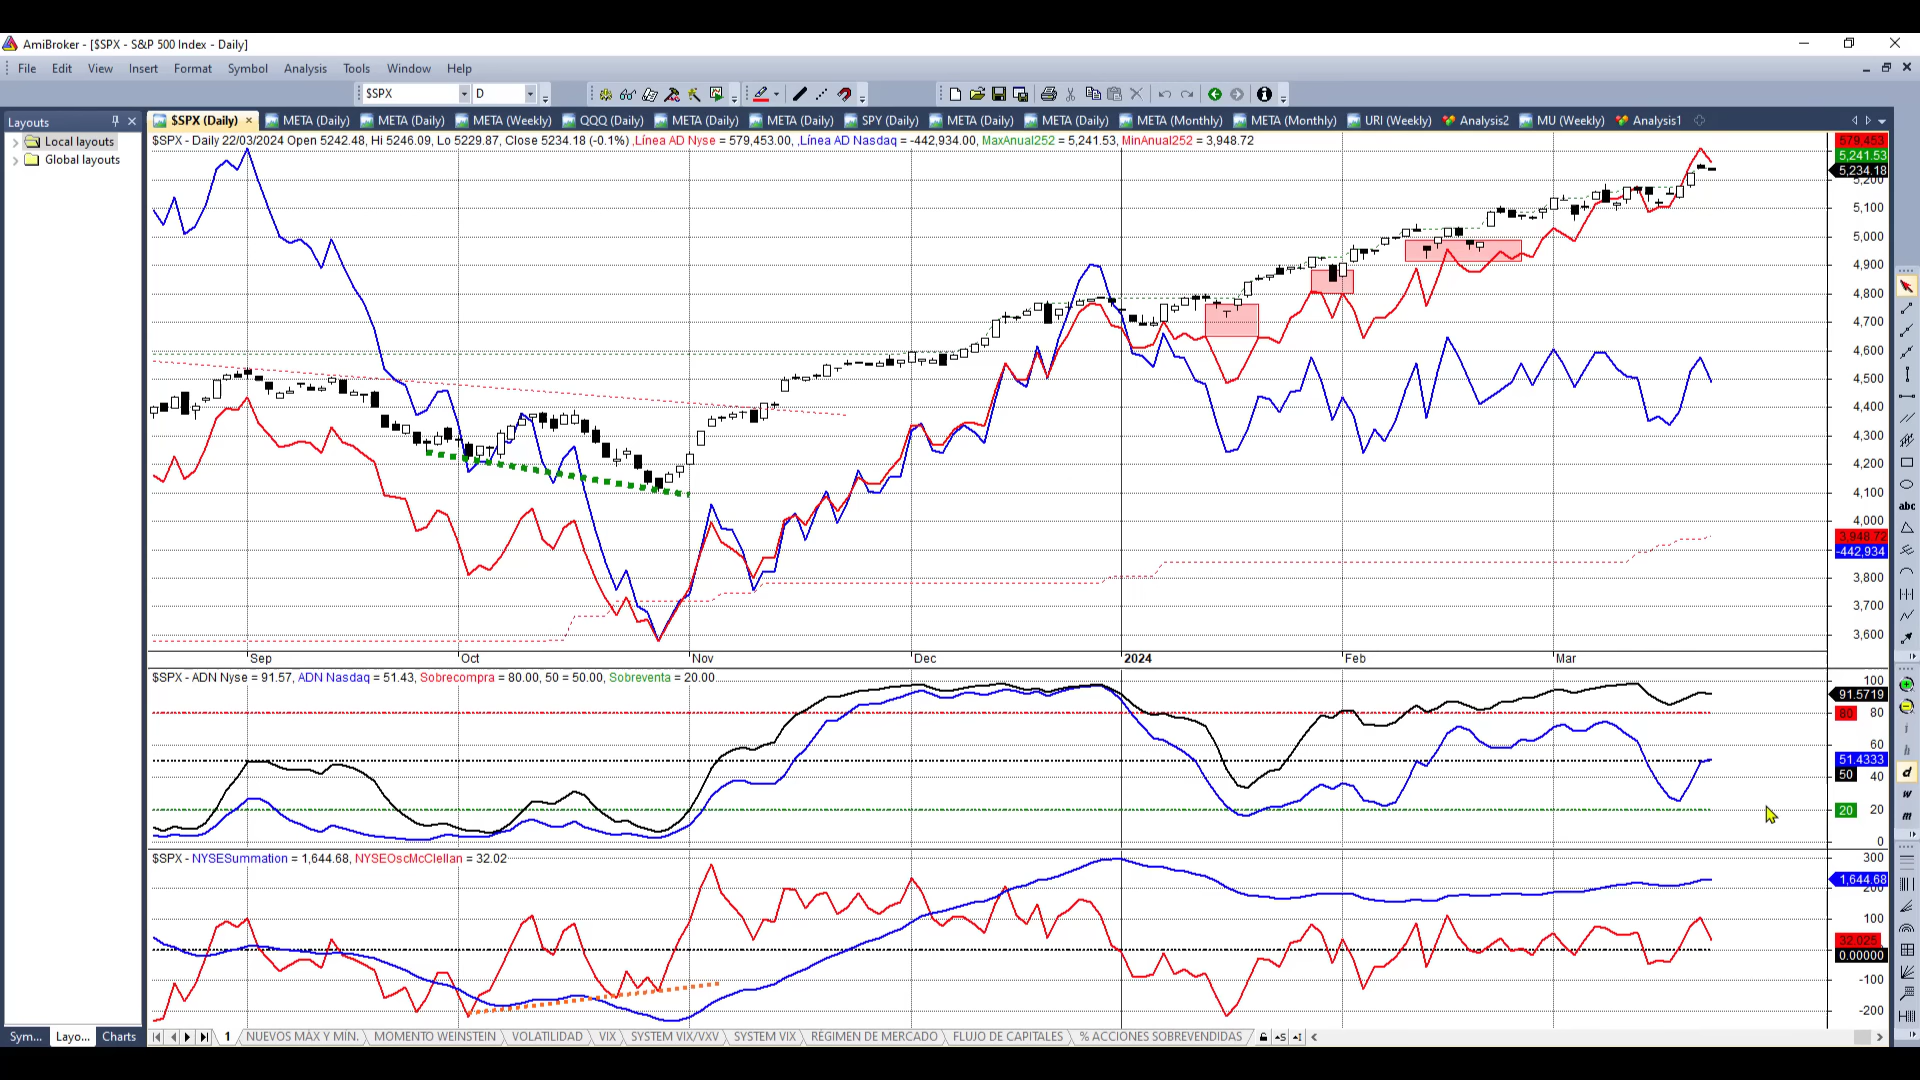 AmiBroker - [$SPX - S&P 500 Index - Daily]
File Edit View Insert Format Symbol Analysis Tools Window Help
$SPX D
Layouts
$SPX (Daily) META (Daily) META (Daily) META (Weekly) QQQ (Daily) META (Daily) META (Daily) SPY (Daily) META (Daily) META (Daily) META (Monthly) META (Monthly) URI (Weekly) Analysis2 MU (Weekly) Analysis1
Local layouts
Global layouts
$SPX - Daily 22/03/2024 Open 5242.48, Hi 5246.09, Lo 5229.87, Close 5234.18 (-0.1%) ,Línea AD Nyse = 579,453.00, ,Línea AD Nasdaq = -442,934.00, MaxAnual252 = 5,241.53, MinAnual252 = 3,948.72
579,453
5,241.53
5,234.18
5,200
5,100
5,000
4,900
4,800
4,700
4,600
4,500
4,400
4,300
4,200
4,100
4,000
3,948.72
-442,934
3,800
3,700
3,600
Sep Oct Nov Dec 2024 Feb Mar
$SPX - ADN Nyse = 91.57, ADN Nasdaq = 51.43, Sobrecompra = 80.00, 50 = 50.00, Sobreventa = 20.00
100
91.5719
80 80
60
51.4333
50 40
20 20
0
$SPX - NYSESummation = 1,644.68, NYSEOscMcClellan = 32.02
300
1,644.68
200
100
32.025
0.00000
-100
-200
abc
d
w
m
Sym... Layo... Charts
1 NUEVOS MÁX Y MIN. MOMENTO WEINSTEIN VOLATILIDAD VIX SYSTEM VIX/VXV SYSTEM VIX RÉGIMEN DE MERCADO FLUJO DE CAPITALES % ACCIONES SOBREVENDIDAS